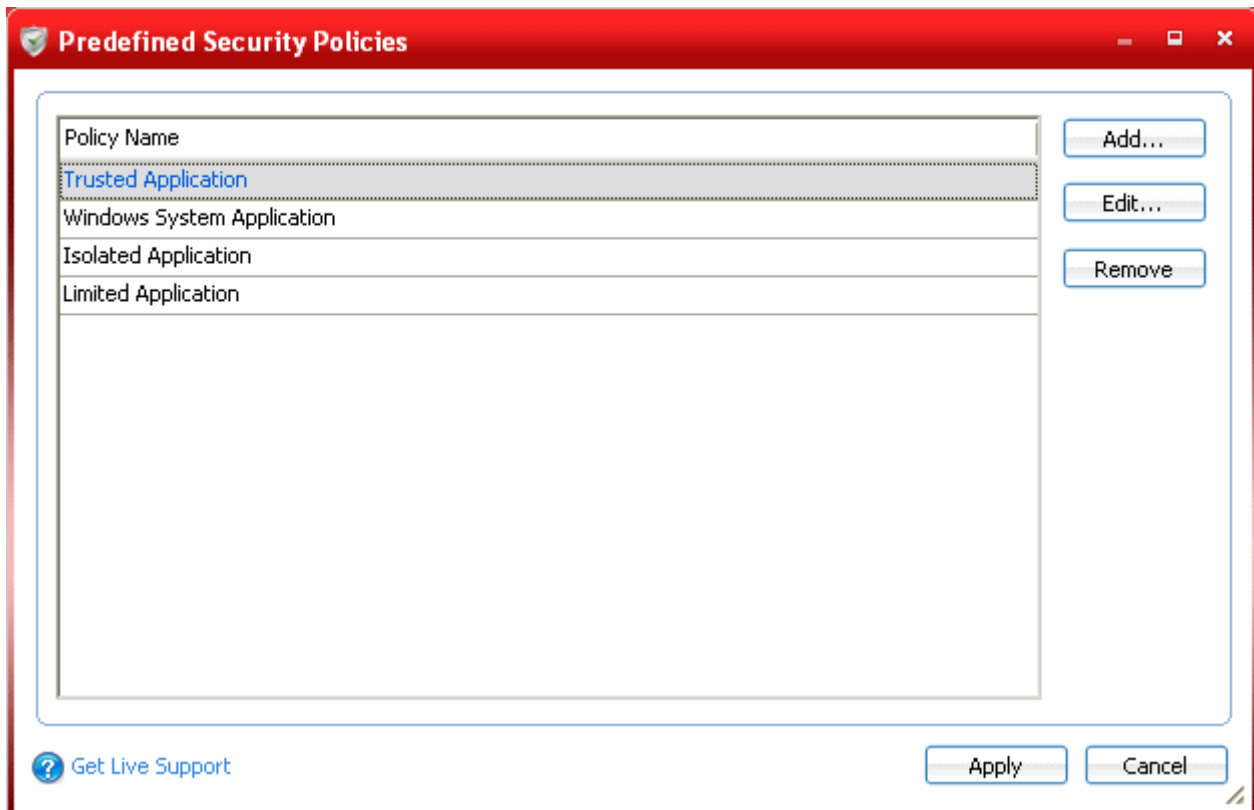 Predefined Security Policies
Policy Name
Trusted Application
Windows System Application
Isolated Application
Limited Application
Add...
Edit...
Remove
Get Live Support
Apply
Cancel